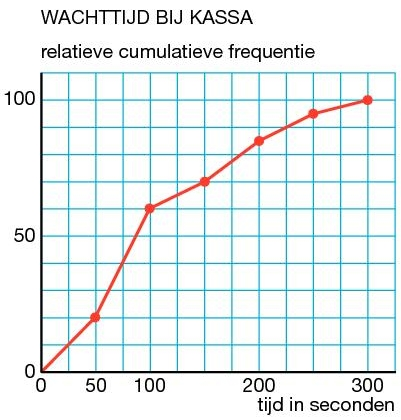 WACHTTIJD BIJ KASSA
relatieve cumulatieve frequentie
100
50
0
0 50 100 200 300
tijd in seconden